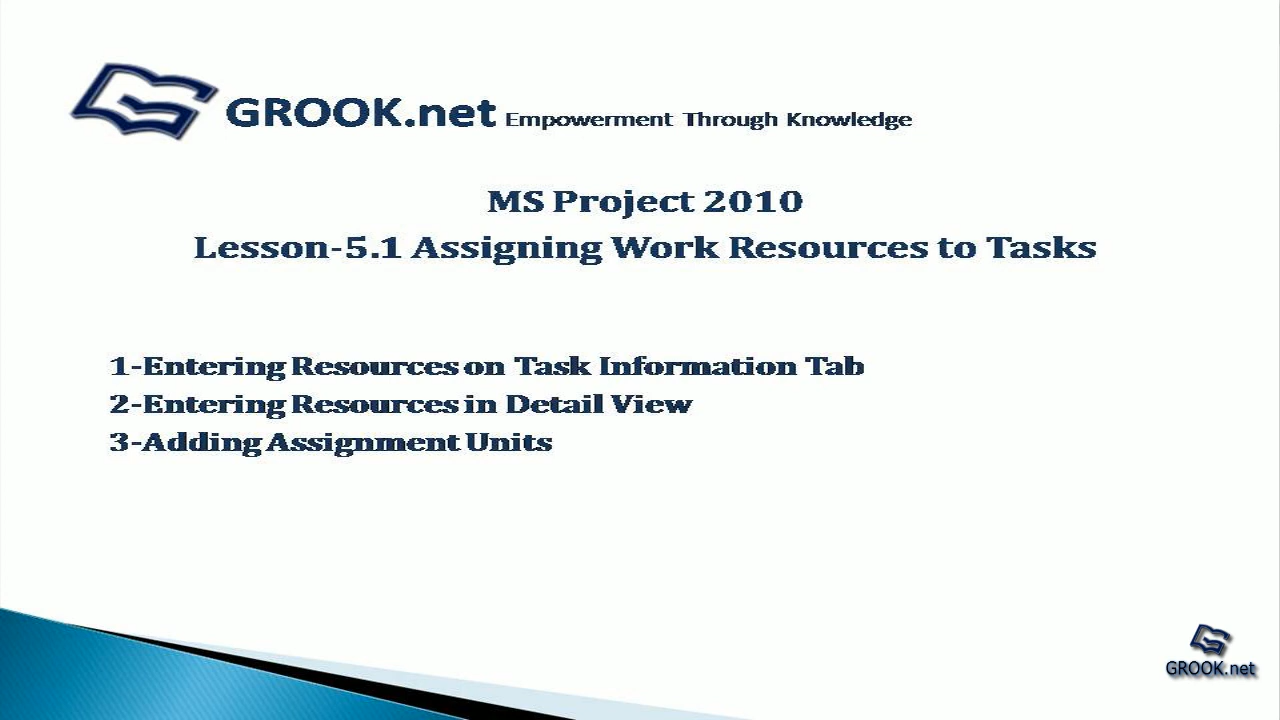 GROOK.net Empowerment Through Knowledge
MS Project 2010
Lesson-5.1 Assigning Work Resources to Tasks
1-Entering Resources on Task Information Tab
2-Entering Resources in Detail View
3-Adding Assignment Units
GROOK.net